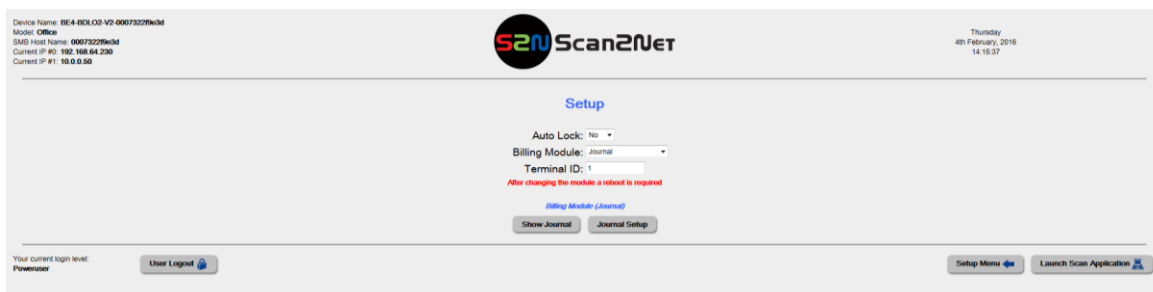 Device Name: BE4-BDLO2-V2-0007322f9e3d
Model: Office
SMB Host Name: 0007322f9e3d
Current IP #0: 192.168.64.230
Current IP #1: 10.0.0.50
S2N Scan2Net
Thursday
4th February, 2016
14:15:37
Setup
Auto Lock: No
Billing Module: Journal
Terminal ID: 1
After changing the module a reboot is required
Billing Module (Journal)
Show Journal Journal Setup
Your current login level:
Poweruser
User Logout
Setup Menu
Launch Scan Application